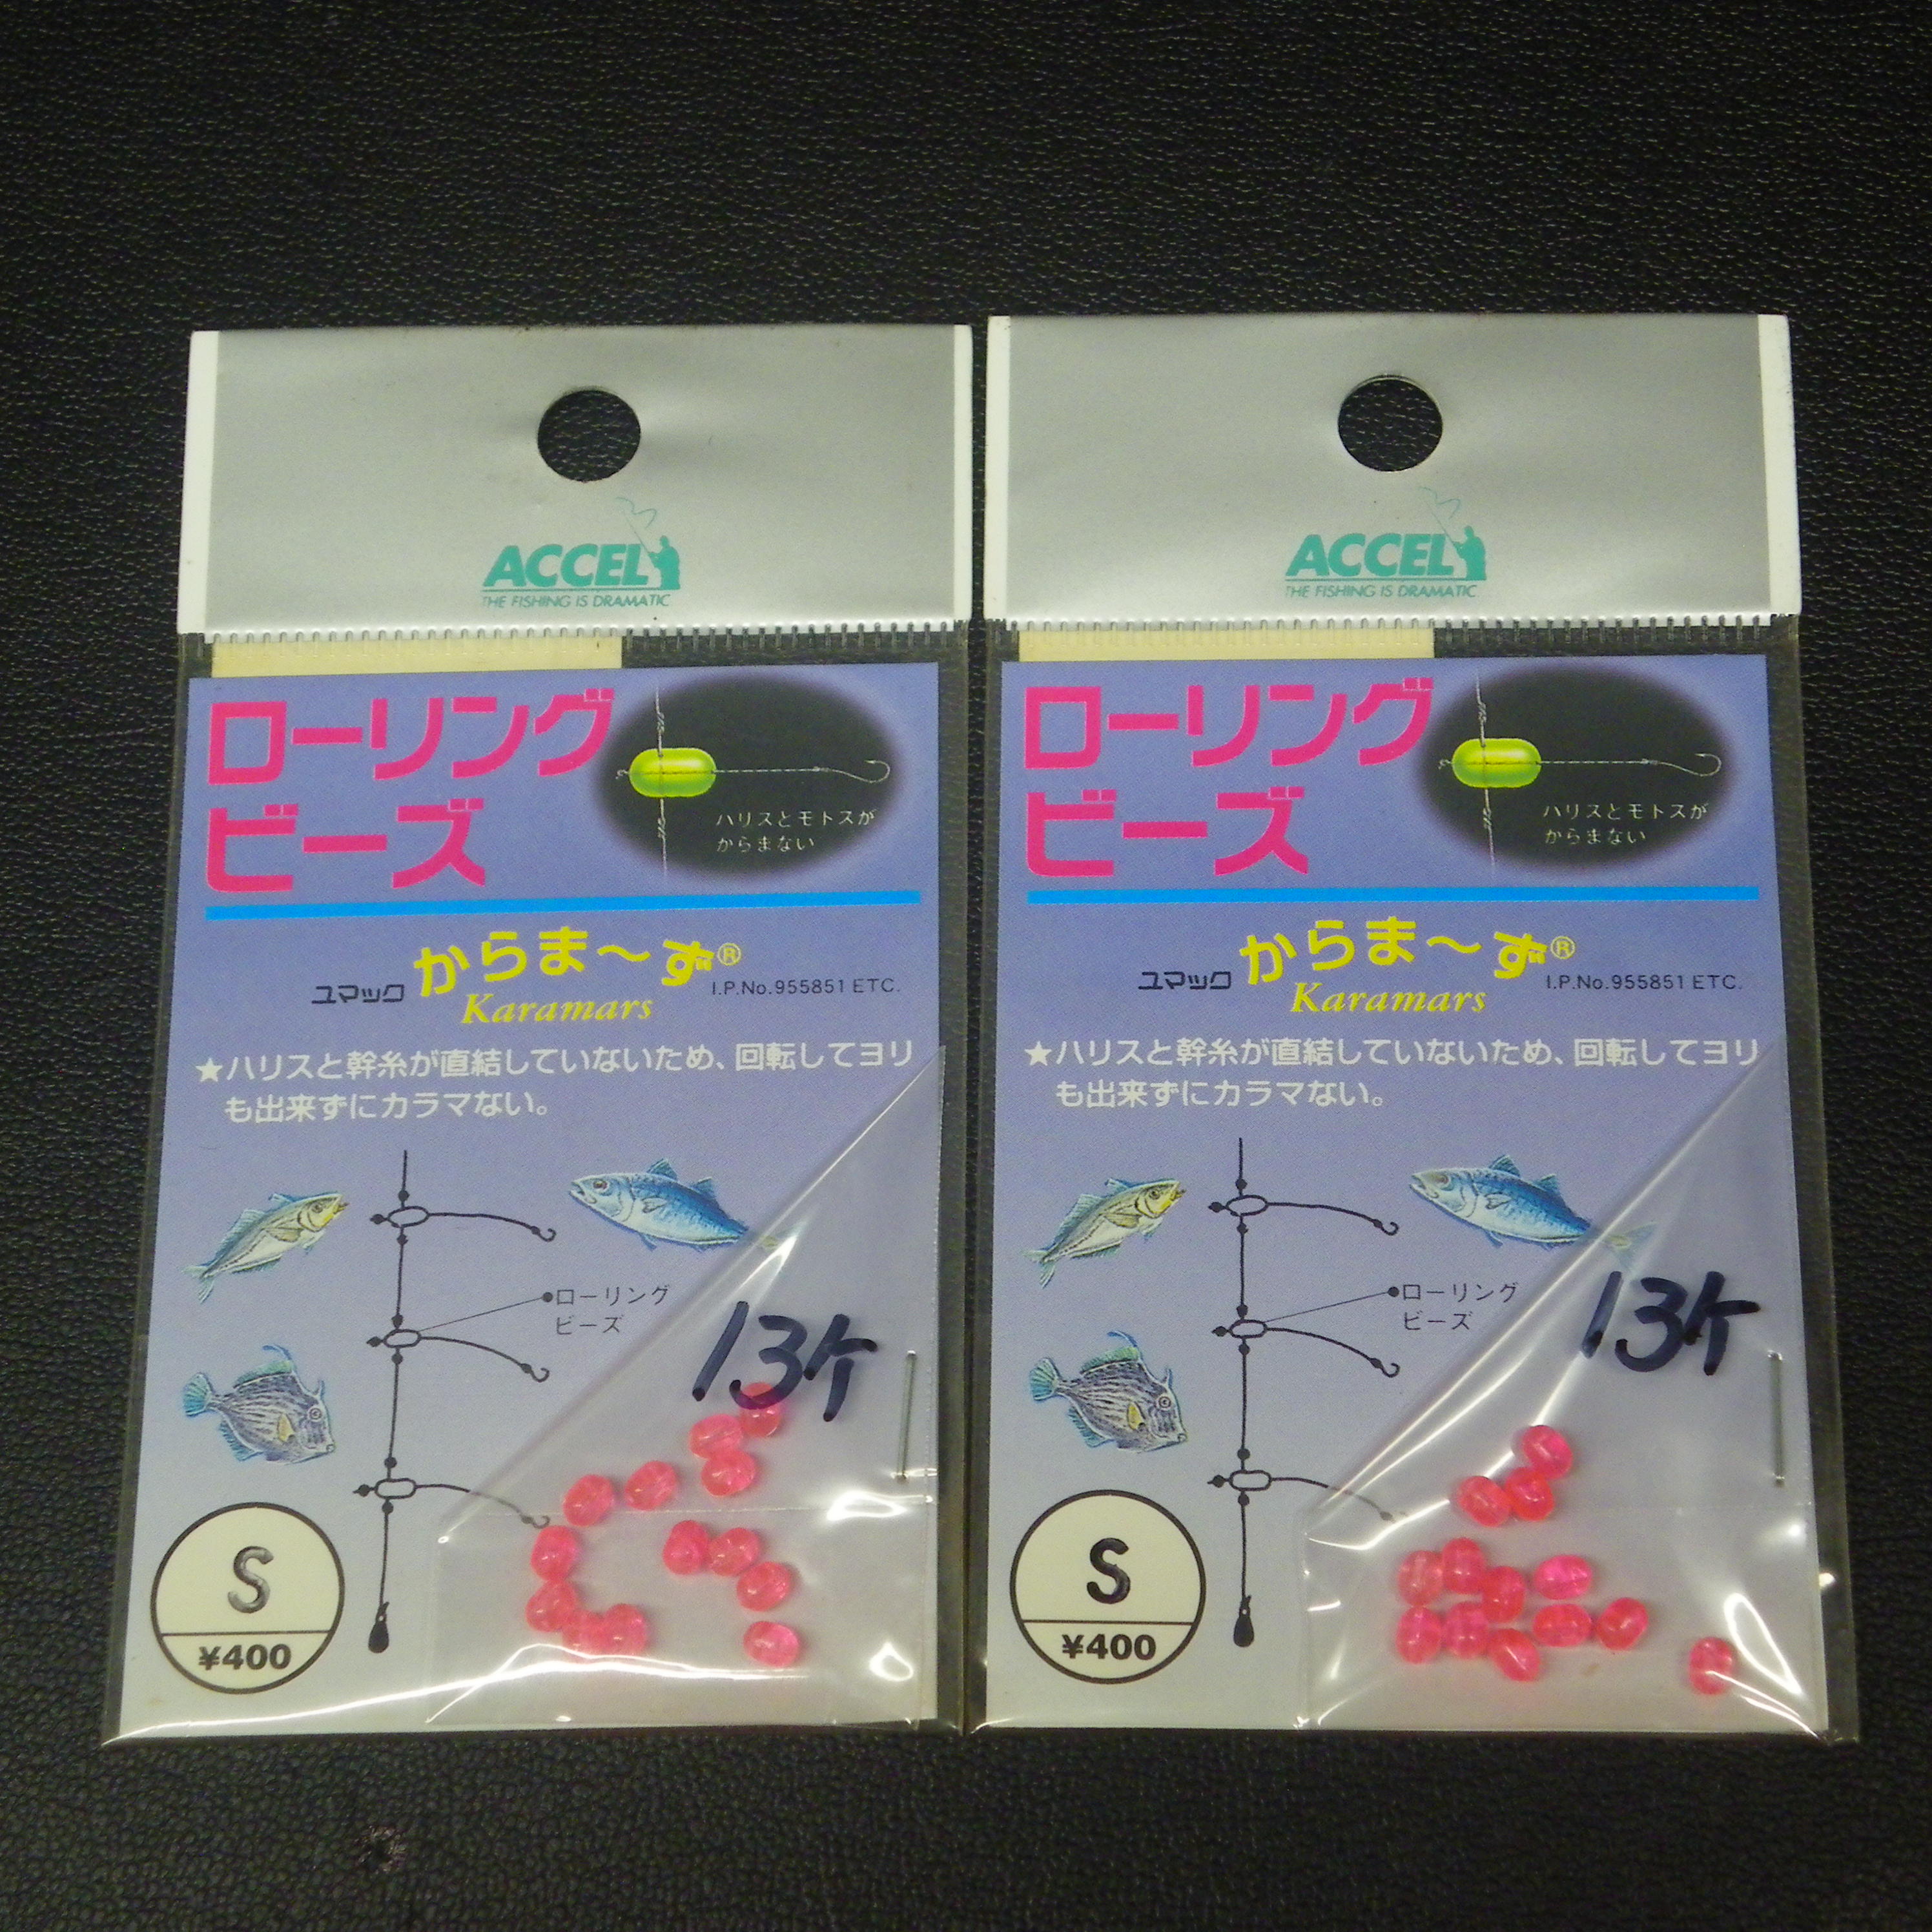 ACCEL
THE FISHING IS DRAMATIC
ローリング
ビーズ
ハリスとモトスが
からまない
ユマック からま〜ず® I.P.No.955851 ETC.
Karamars
★ハリスと幹糸が直結していないため、回転してヨリ
も出来ずにカラマない。
ローリング
ビーズ
13ケ
S
¥400
ACCEL
THE FISHING IS DRAMATIC
ローリング
ビーズ
ハリスとモトスが
からまない
ユマック からま〜ず® I.P.No.955851 ETC.
Karamars
★ハリスと幹糸が直結していないため、回転してヨリ
も出来ずにカラマない。
ローリング
ビーズ
13ケ
S
¥400